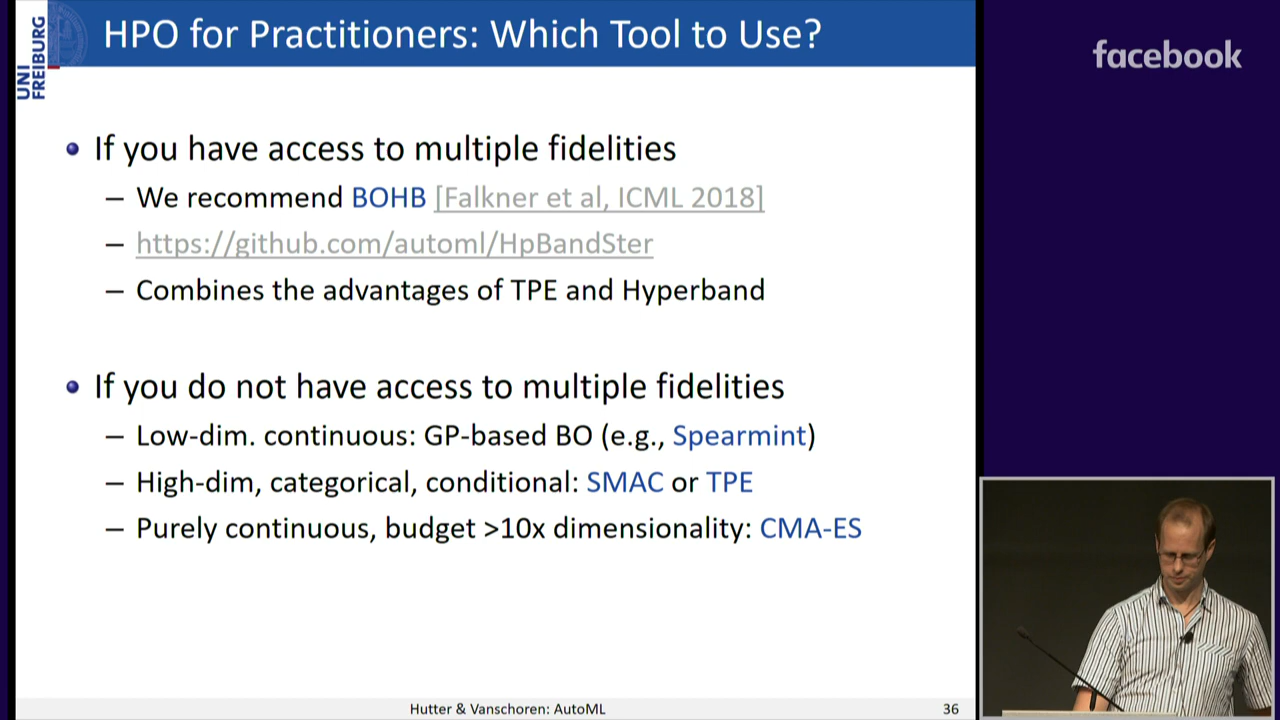 HPO for Practitioners: Which Tool to Use?
UNI
FREIBURG
facebook
If you have access to multiple fidelities
– We recommend BOHB [Falkner et al, ICML 2018]
– https://github.com/automl/HpBandSter
– Combines the advantages of TPE and Hyperband
If you do not have access to multiple fidelities
– Low-dim. continuous: GP-based BO (e.g., Spearmint)
– High-dim, categorical, conditional: SMAC or TPE
– Purely continuous, budget >10x dimensionality: CMA-ES
Hutter & Vanschoren: AutoML
36